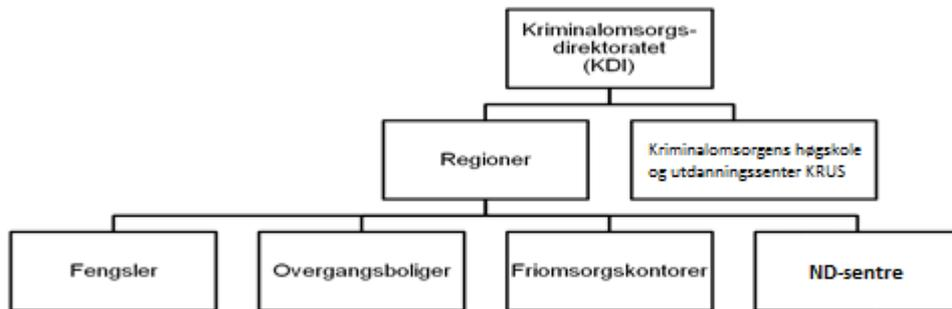 Kriminalomsorgs-
direktoratet
(KDI)
Regioner
Kriminalomsorgens høgskole
og utdanningssenter KRUS
Fengsler
Overgangsboliger
Friomsorgskontorer
ND-sentre